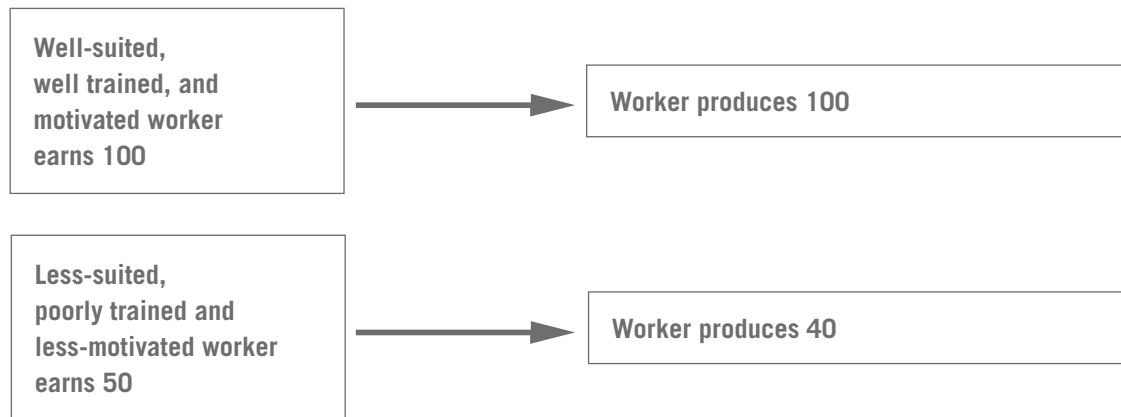 Well-suited,
well trained, and
motivated worker
earns 100
Worker produces 100
Less-suited,
poorly trained and
less-motivated worker
earns 50
Worker produces 40